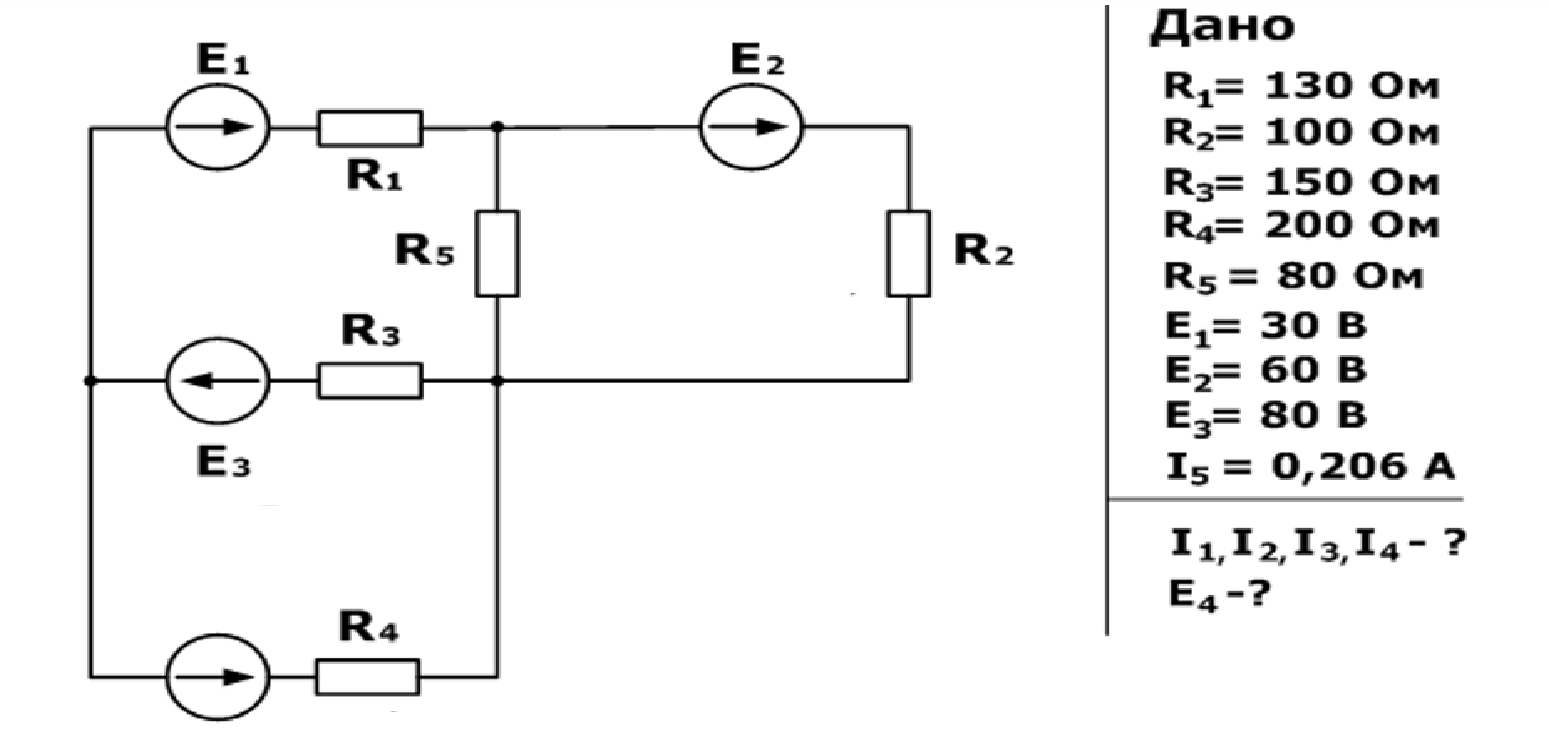 E₁
E₂
R₁
R₅
R₂
R₃
E₃
R₄
Дано
R₁= 130 Ом
R₂= 100 Ом
R₃= 150 Ом
R₄= 200 Ом
R₅ = 80 Ом
E₁= 30 В
E₂= 60 В
E₃= 80 В
I₅ = 0,206 А
I₁, I₂, I₃, I₄ - ?
E₄ -?